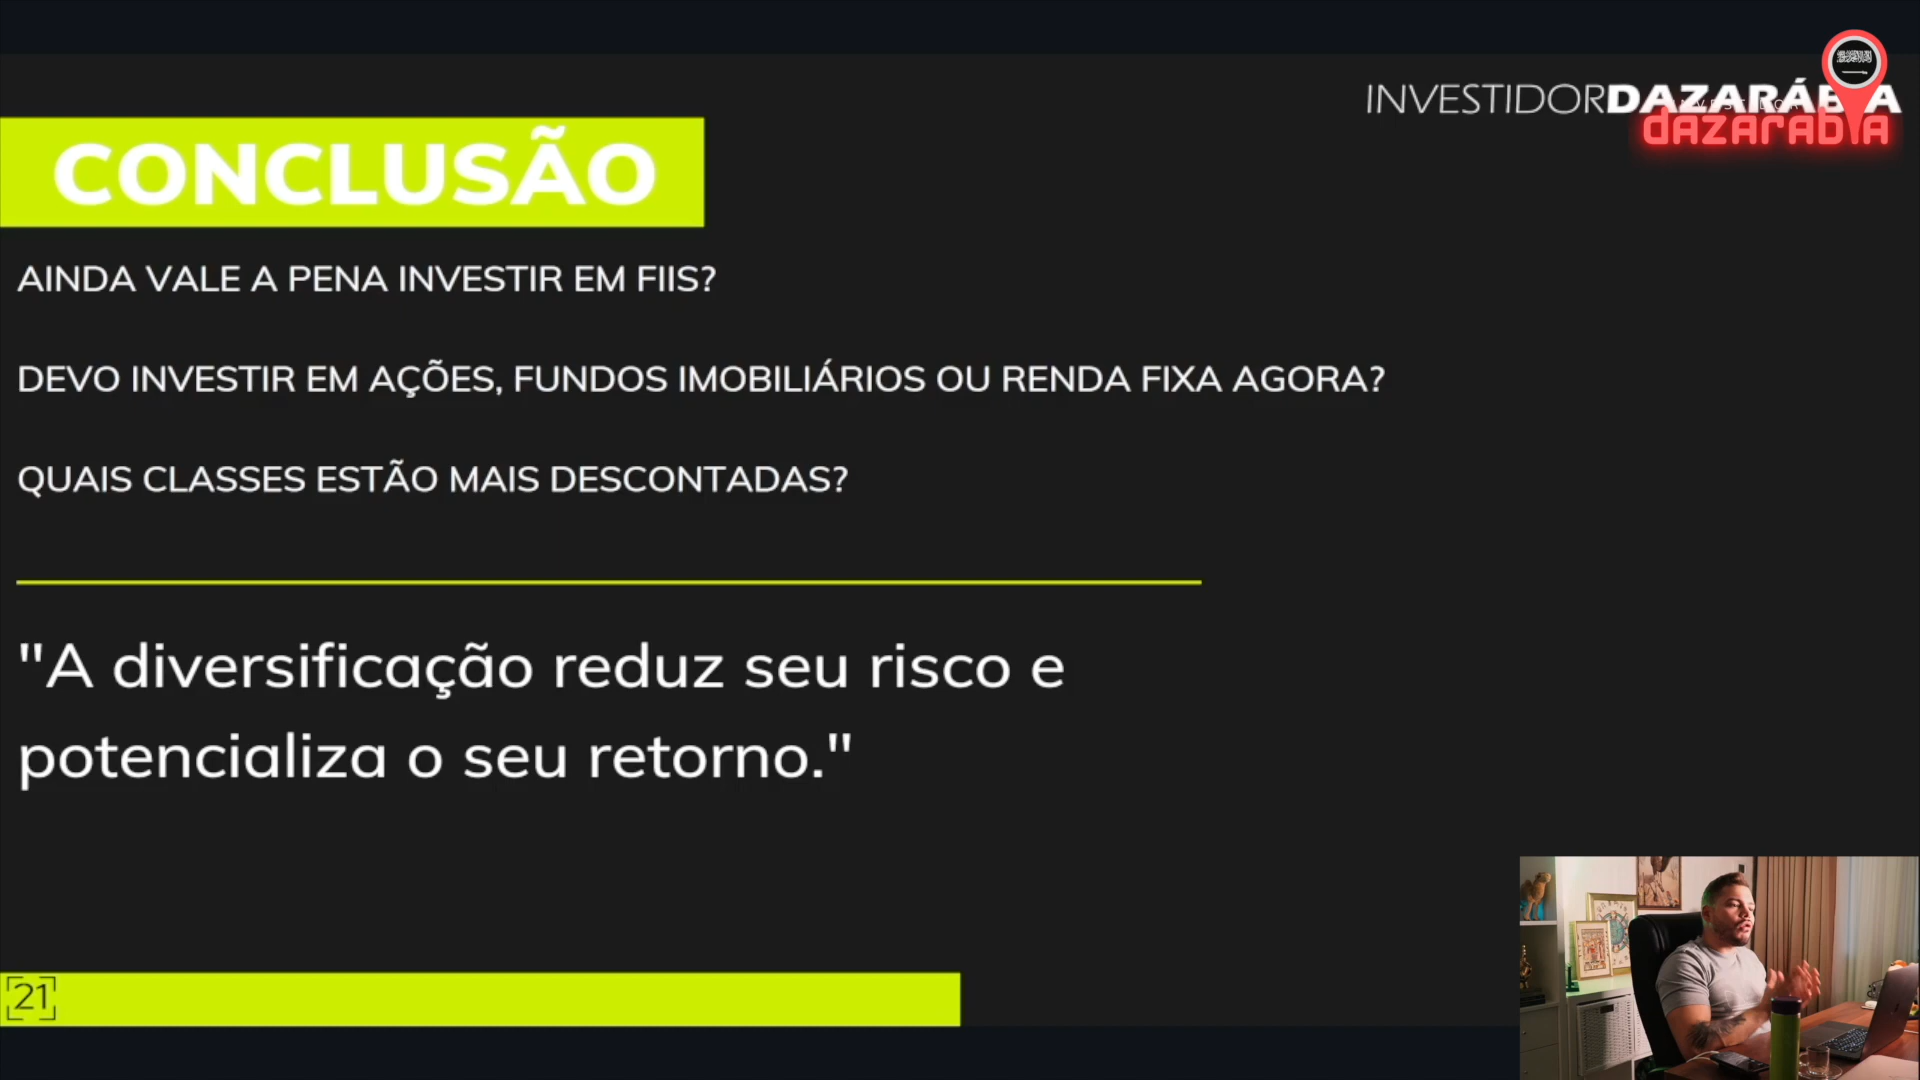 INVESTIDORDAZARÁBIA
dazarabia
CONCLUSÃO
AINDA VALE A PENA INVESTIR EM FIIS?
DEVO INVESTIR EM AÇÕES, FUNDOS IMOBILIÁRIOS OU RENDA FIXA AGORA?
QUAIS CLASSES ESTÃO MAIS DESCONTADAS?
"A diversificação reduz seu risco e
potencializa o seu retorno."
21